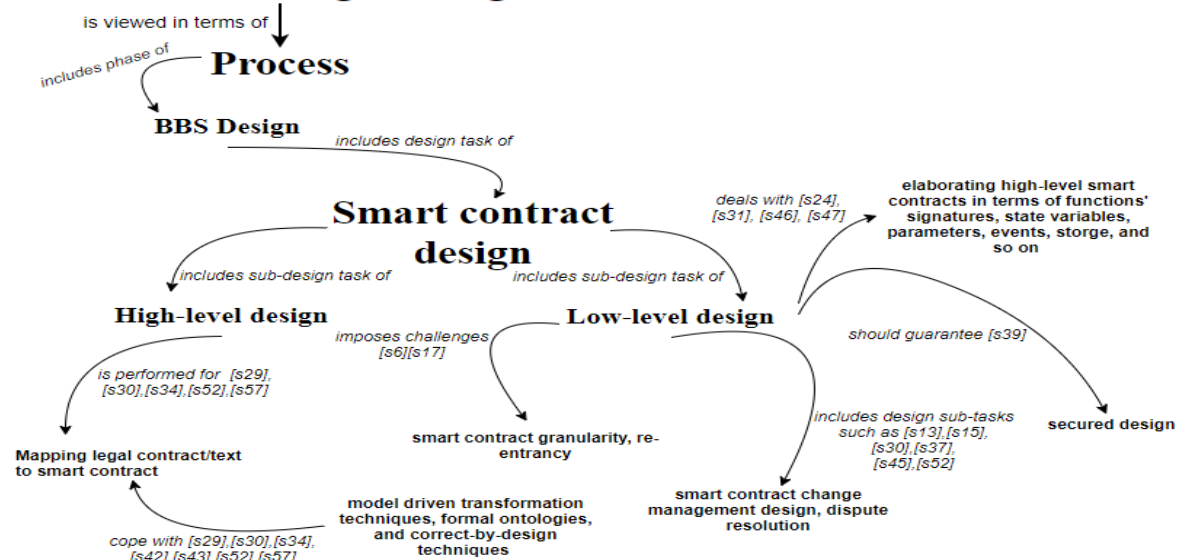 is viewed in terms of
includes phase of
Process
BBS Design
includes design task of
Smart contract
design
deals with [s24],
[s31], [s46], [s47]
elaborating high-level smart
contracts in terms of functions'
signatures, state variables,
parameters, events, storge, and
so on
includes sub-design task of
includes sub-design task of
High-level design
Low-level design
imposes challenges
[s6][s17]
should guarantee [s39]
is performed for [s29],
[s30],[s34],[s52],[s57]
includes design sub-tasks
such as [s13],[s15],
[s30],[s37],
[s45],[s52]
secured design
smart contract granularity, re-
entrancy
Mapping legal contract/text
to smart contract
model driven transformation
techniques, formal ontologies,
and correct-by-design
techniques
smart contract change
management design, dispute
resolution
cope with [s29],[s30],[s34],
[s42],[s43],[s52],[s57]